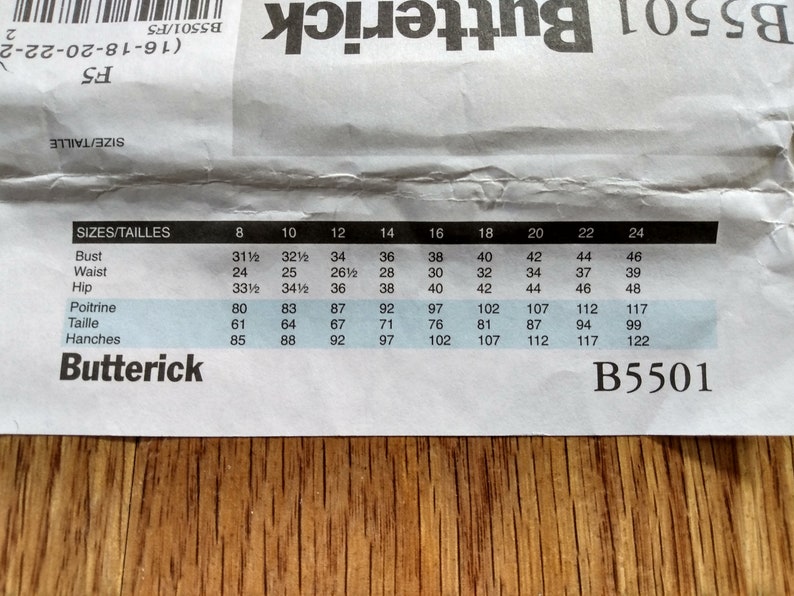 B5501 Butterick
B5501/F5
2
(16-18-20-22-2
F5
SIZE/TAILLE
SIZES/TAILLES 8 10 12 14 16 18 20 22 24
Bust 31½ 32½ 34 36 38 40 42 44 46
Waist 24 25 26½ 28 30 32 34 37 39
Hip 33½ 34½ 36 38 40 42 44 46 48
Poitrine 80 83 87 92 97 102 107 112 117
Taille 61 64 67 71 76 81 87 94 99
Hanches 85 88 92 97 102 107 112 117 122
Butterick B5501